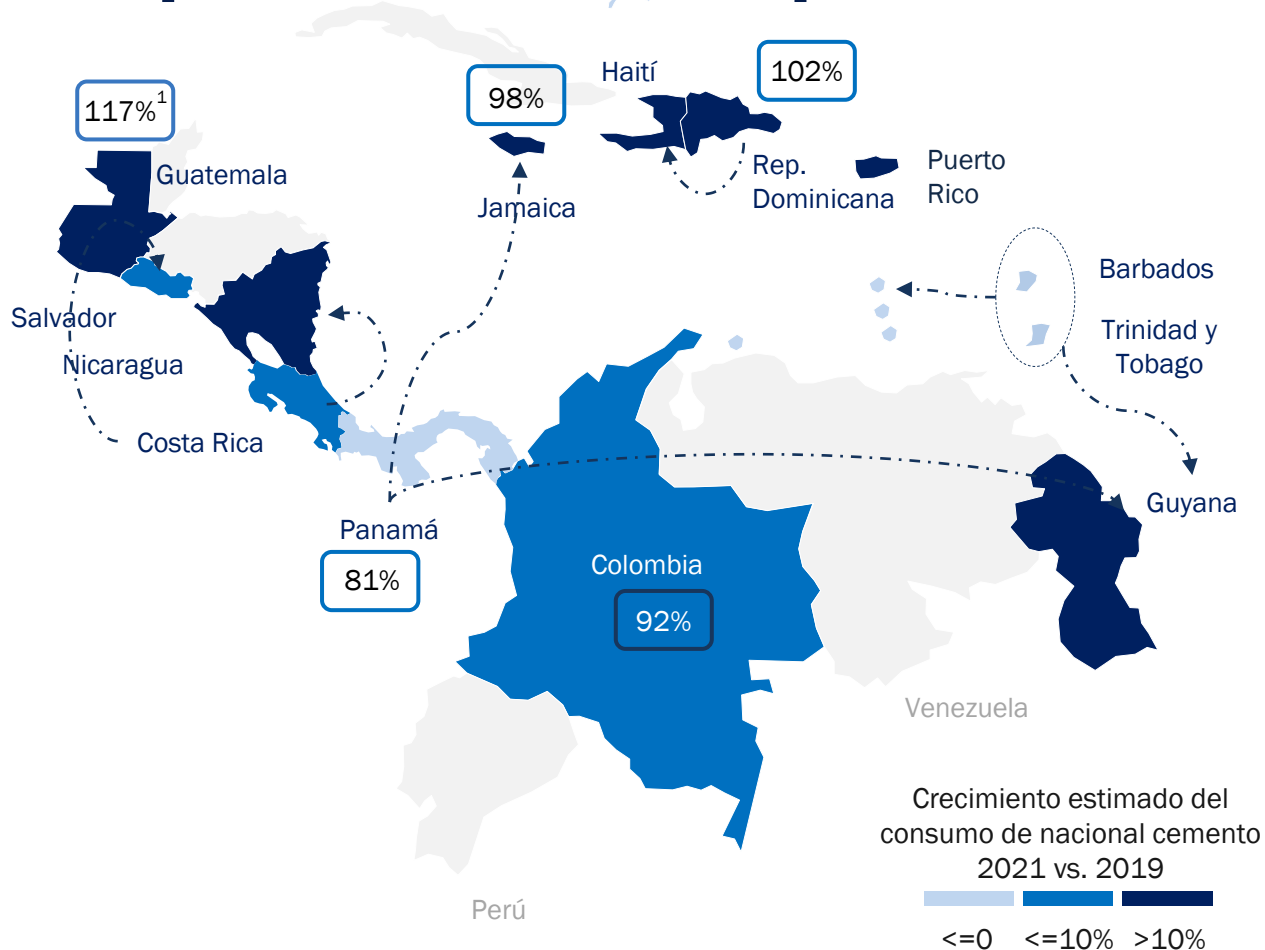 117%1
98%
Haití
102%
Guatemala
Jamaica
Rep.
Dominicana
Puerto
Rico
Salvador
Nicaragua
Costa Rica
Barbados
Trinidad y
Tobago
Guyana
Panamá
81%
Colombia
92%
Venezuela
Perú
Crecimiento estimado del
consumo de nacional cemento
2021 vs. 2019
<=0 <=10% >10%